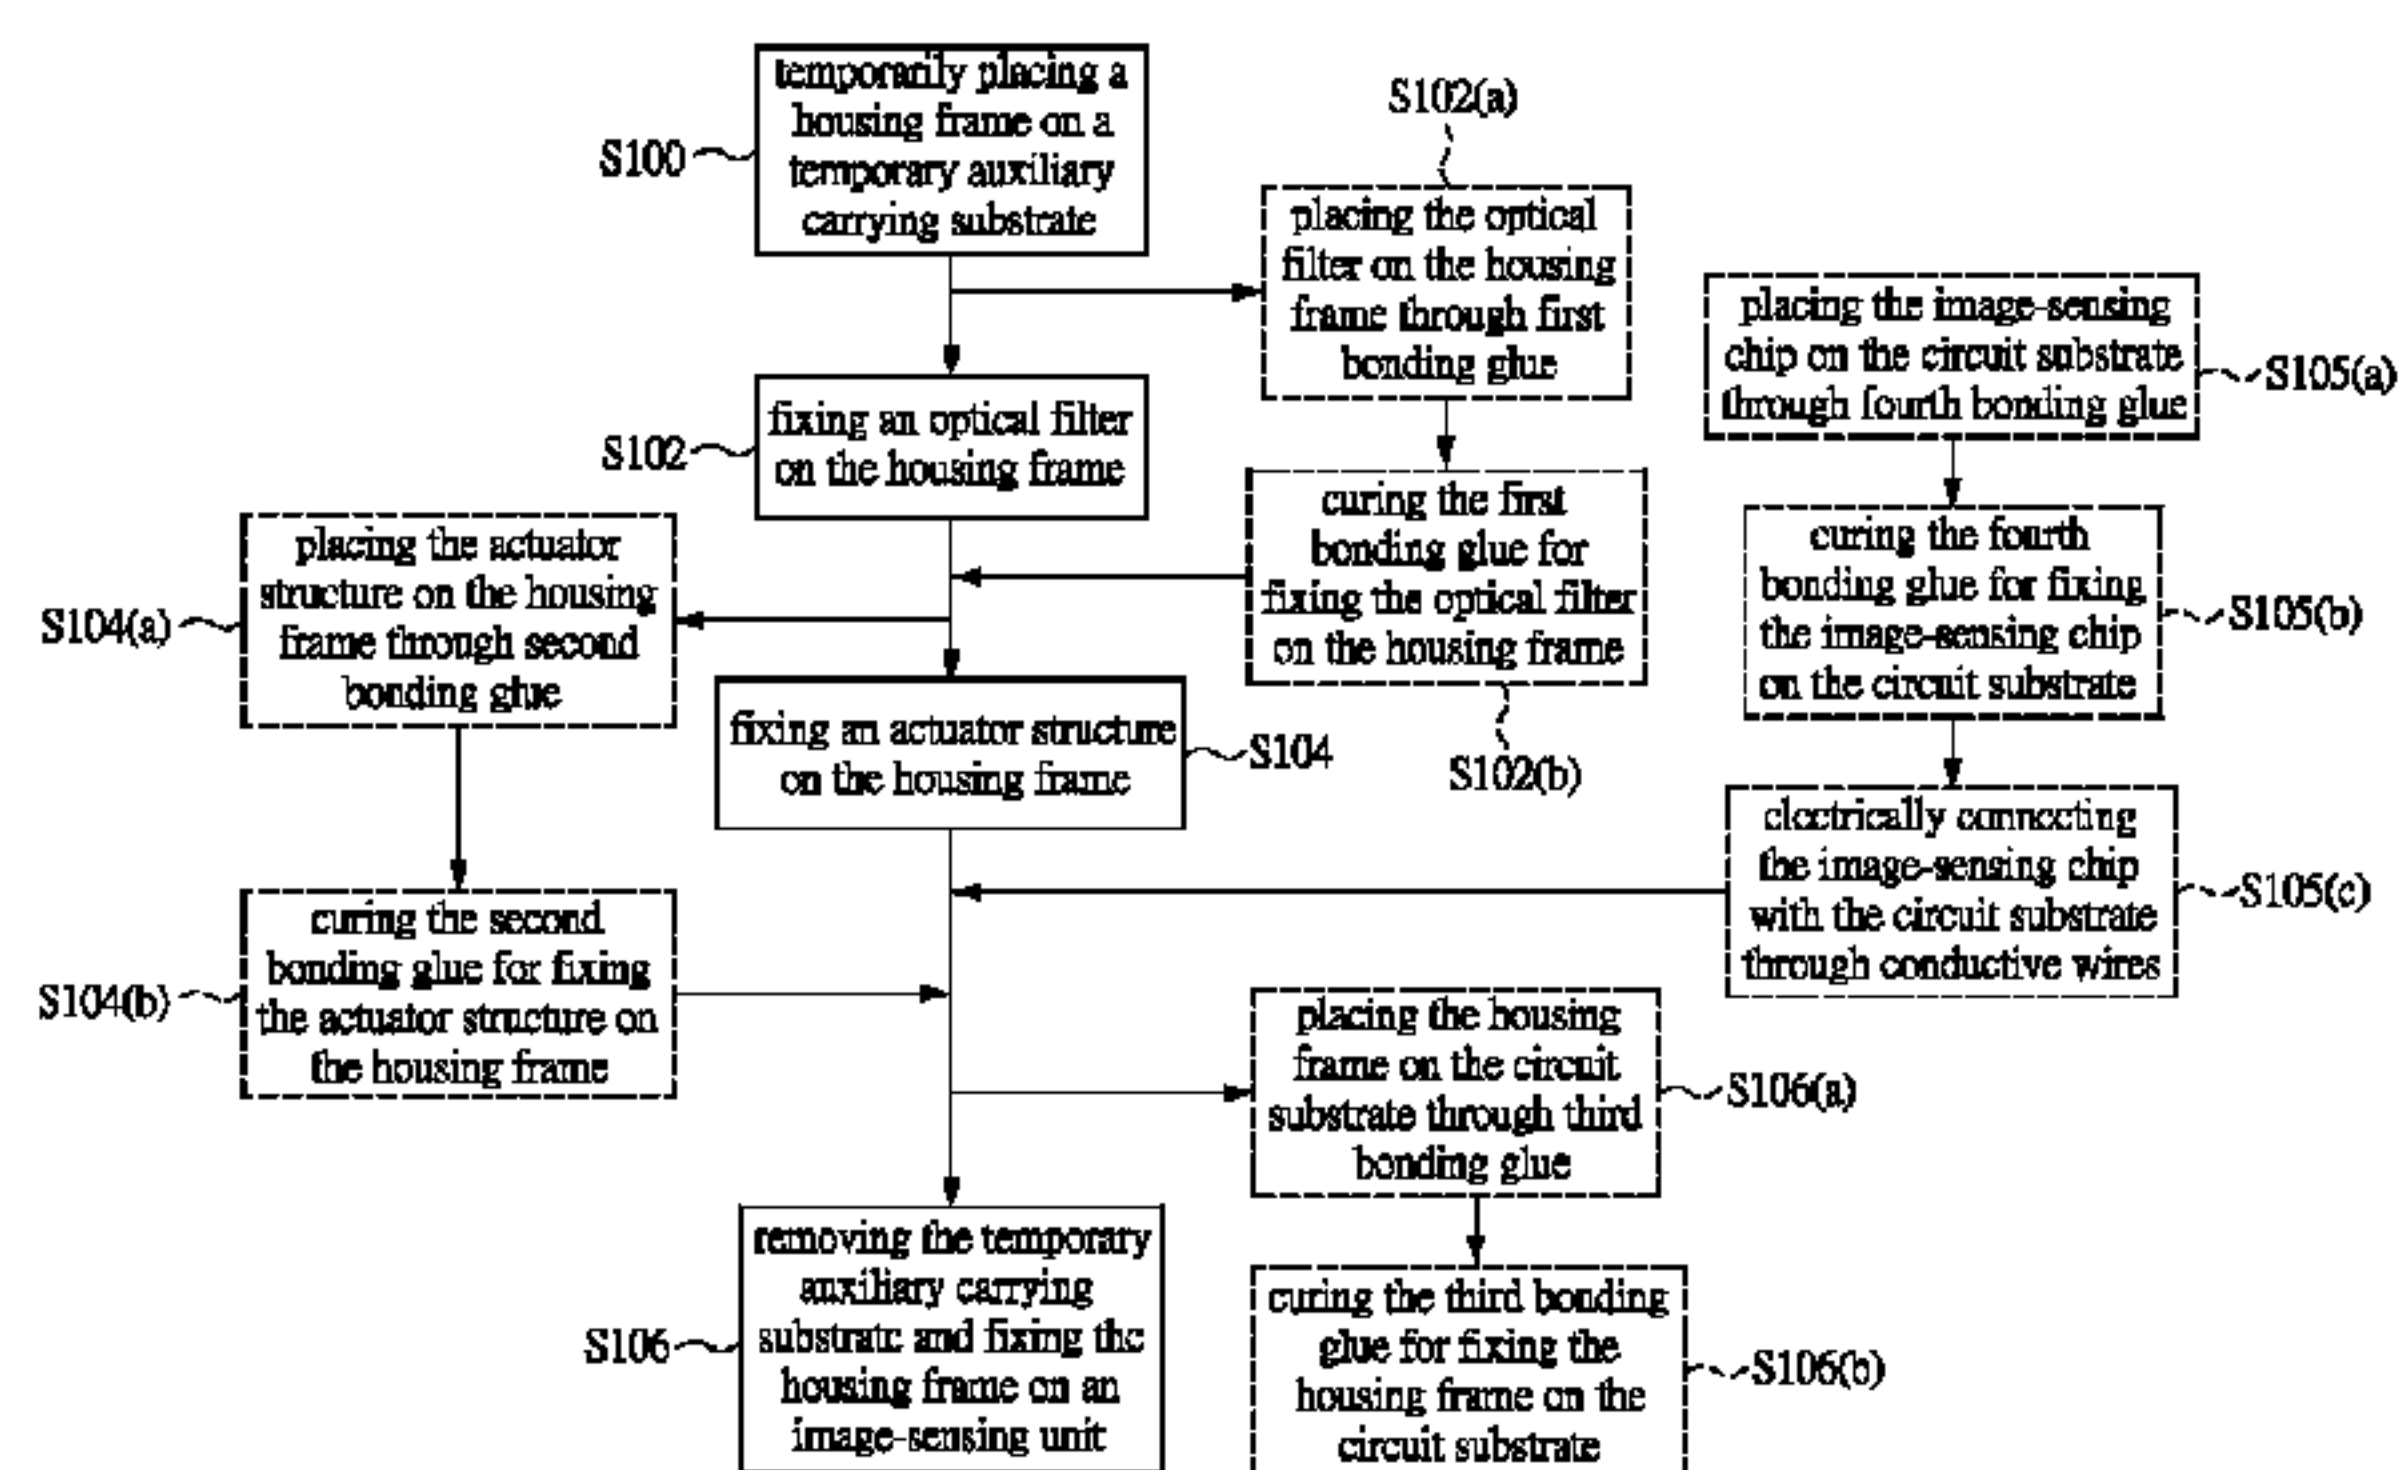 temporarily placing a
housing frame on a
temporary auxiliary
carrying substrate
S100
S102(a)
placing the optical
filter on the housing
frame through first
bonding glue
placing the image-sensing
chip on the circuit substrate
through fourth bonding glue
S105(a)
fixing an optical filter
on the housing frame
S102
curing the first
bonding glue for
fixing the optical filter
on the housing frame
S102(b)
curing the fourth
bonding glue for fixing
the image-sensing chip
on the circuit substrate
S105(b)
placing the actuator
structure on the housing
frame through second
bonding glue
S104(a)
fixing an actuator structure
on the housing frame
S104
electrically connecting
the image-sensing chip
with the circuit substrate
through conductive wires
S105(c)
curing the second
bonding glue for fixing
the actuator structure on
the housing frame
S104(b)
placing the housing
frame on the circuit
substrate through third
bonding glue
S106(a)
removing the temporary
auxiliary carrying
substrate and fixing the
housing frame on an
image-sensing unit
S106
curing the third bonding
glue for fixing the
housing frame on the
circuit substrate
S106(b)